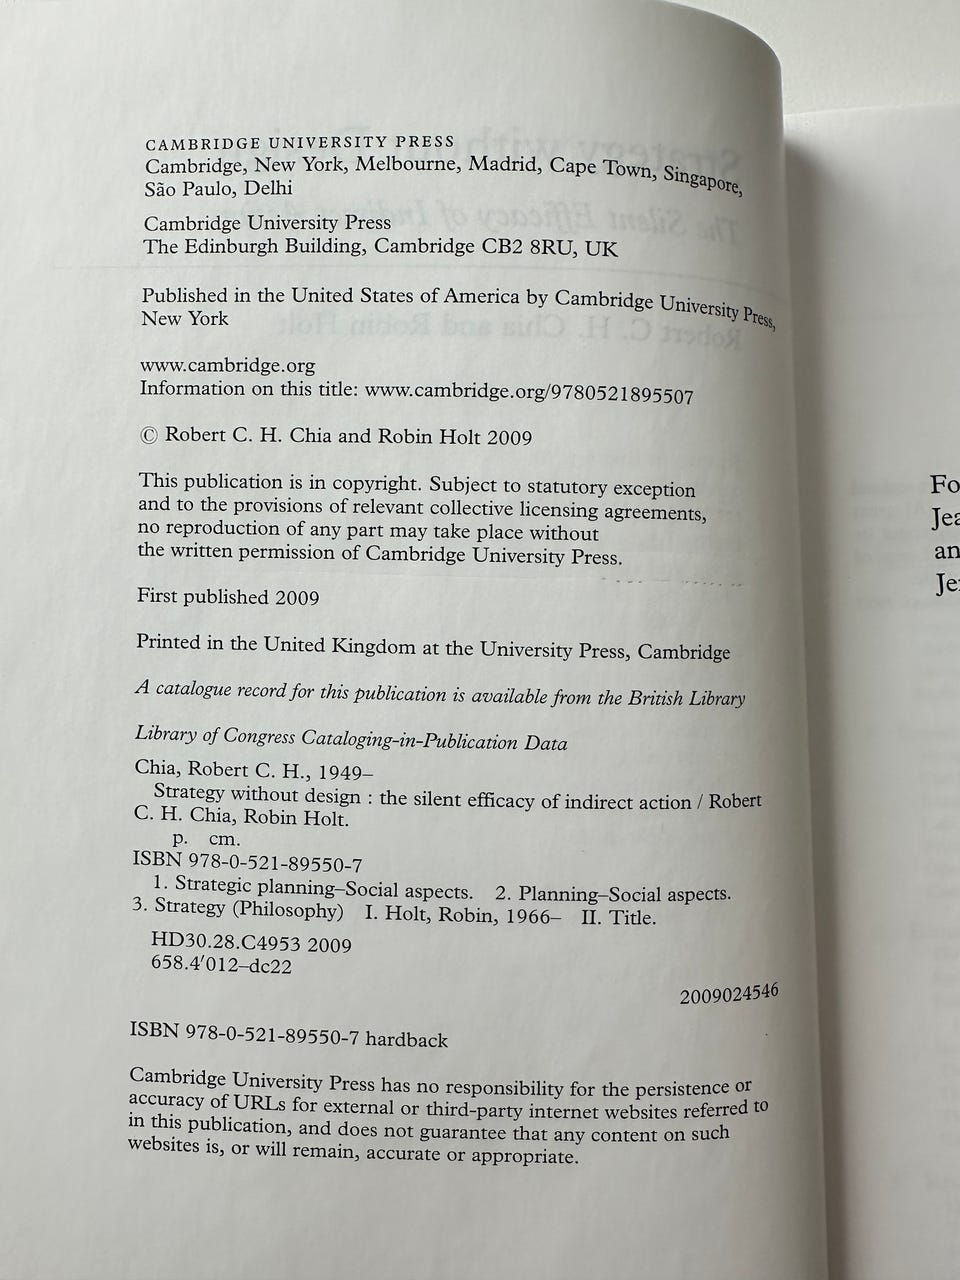 CAMBRIDGE UNIVERSITY PRESS
Cambridge, New York, Melbourne, Madrid, Cape Town, Singapore,
São Paulo, Delhi
Cambridge University Press
The Edinburgh Building, Cambridge CB2 8RU, UK
Published in the United States of America by Cambridge University Press,
New York
www.cambridge.org
Information on this title: www.cambridge.org/9780521895507
© Robert C. H. Chia and Robin Holt 2009
This publication is in copyright. Subject to statutory exception
and to the provisions of relevant collective licensing agreements,
no reproduction of any part may take place without
the written permission of Cambridge University Press.
First published 2009
Printed in the United Kingdom at the University Press, Cambridge
A catalogue record for this publication is available from the British Library
Library of Congress Cataloging-in-Publication Data
Chia, Robert C. H., 1949–
Strategy without design : the silent efficacy of indirect action / Robert
C. H. Chia, Robin Holt.
p. cm.
ISBN 978-0-521-89550-7
1. Strategic planning–Social aspects. 2. Planning–Social aspects.
3. Strategy (Philosophy) I. Holt, Robin, 1966– II. Title.
HD30.28.C4953 2009
658.4′012–dc22
2009024546
ISBN 978-0-521-89550-7 hardback
Cambridge University Press has no responsibility for the persistence or
accuracy of URLs for external or third-party internet websites referred to
in this publication, and does not guarantee that any content on such
websites is, or will remain, accurate or appropriate.